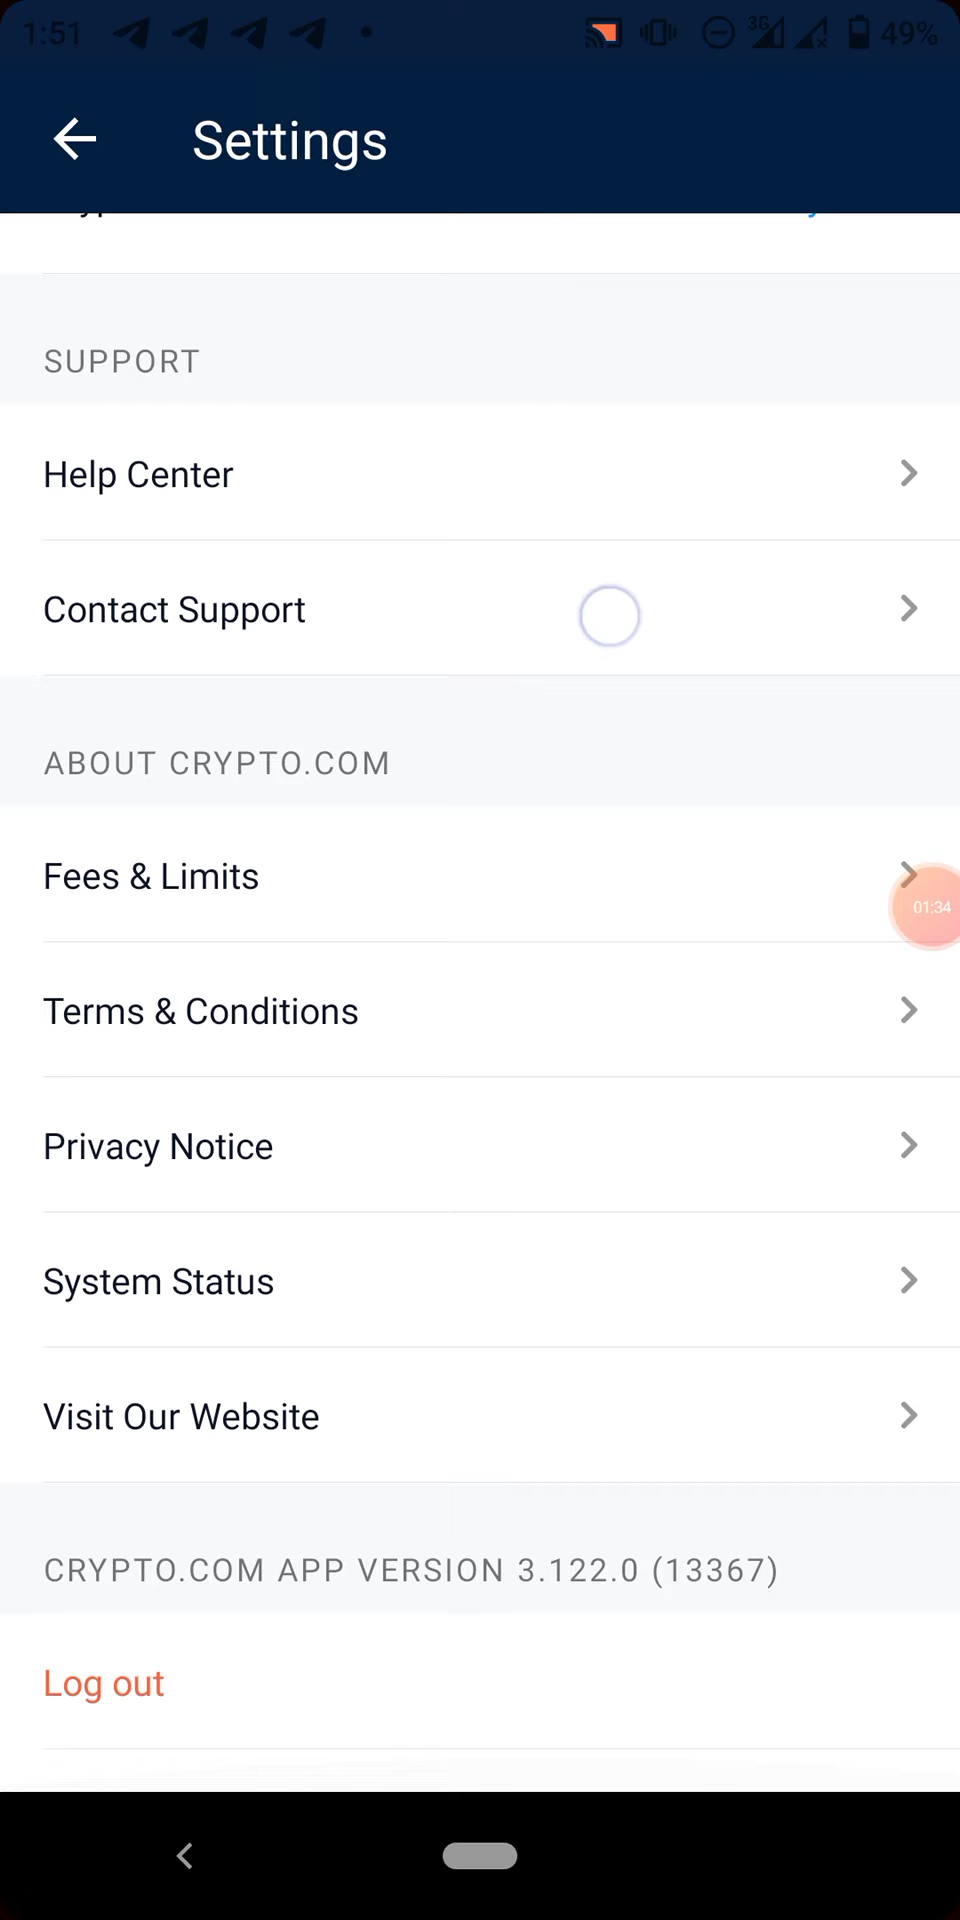 1:51
3G
49%
Settings
SUPPORT
Help Center
Contact Support
ABOUT CRYPTO.COM
Fees & Limits
01:34
Terms & Conditions
Privacy Notice
System Status
Visit Our Website
CRYPTO.COM APP VERSION 3.122.0 (13367)
Log out